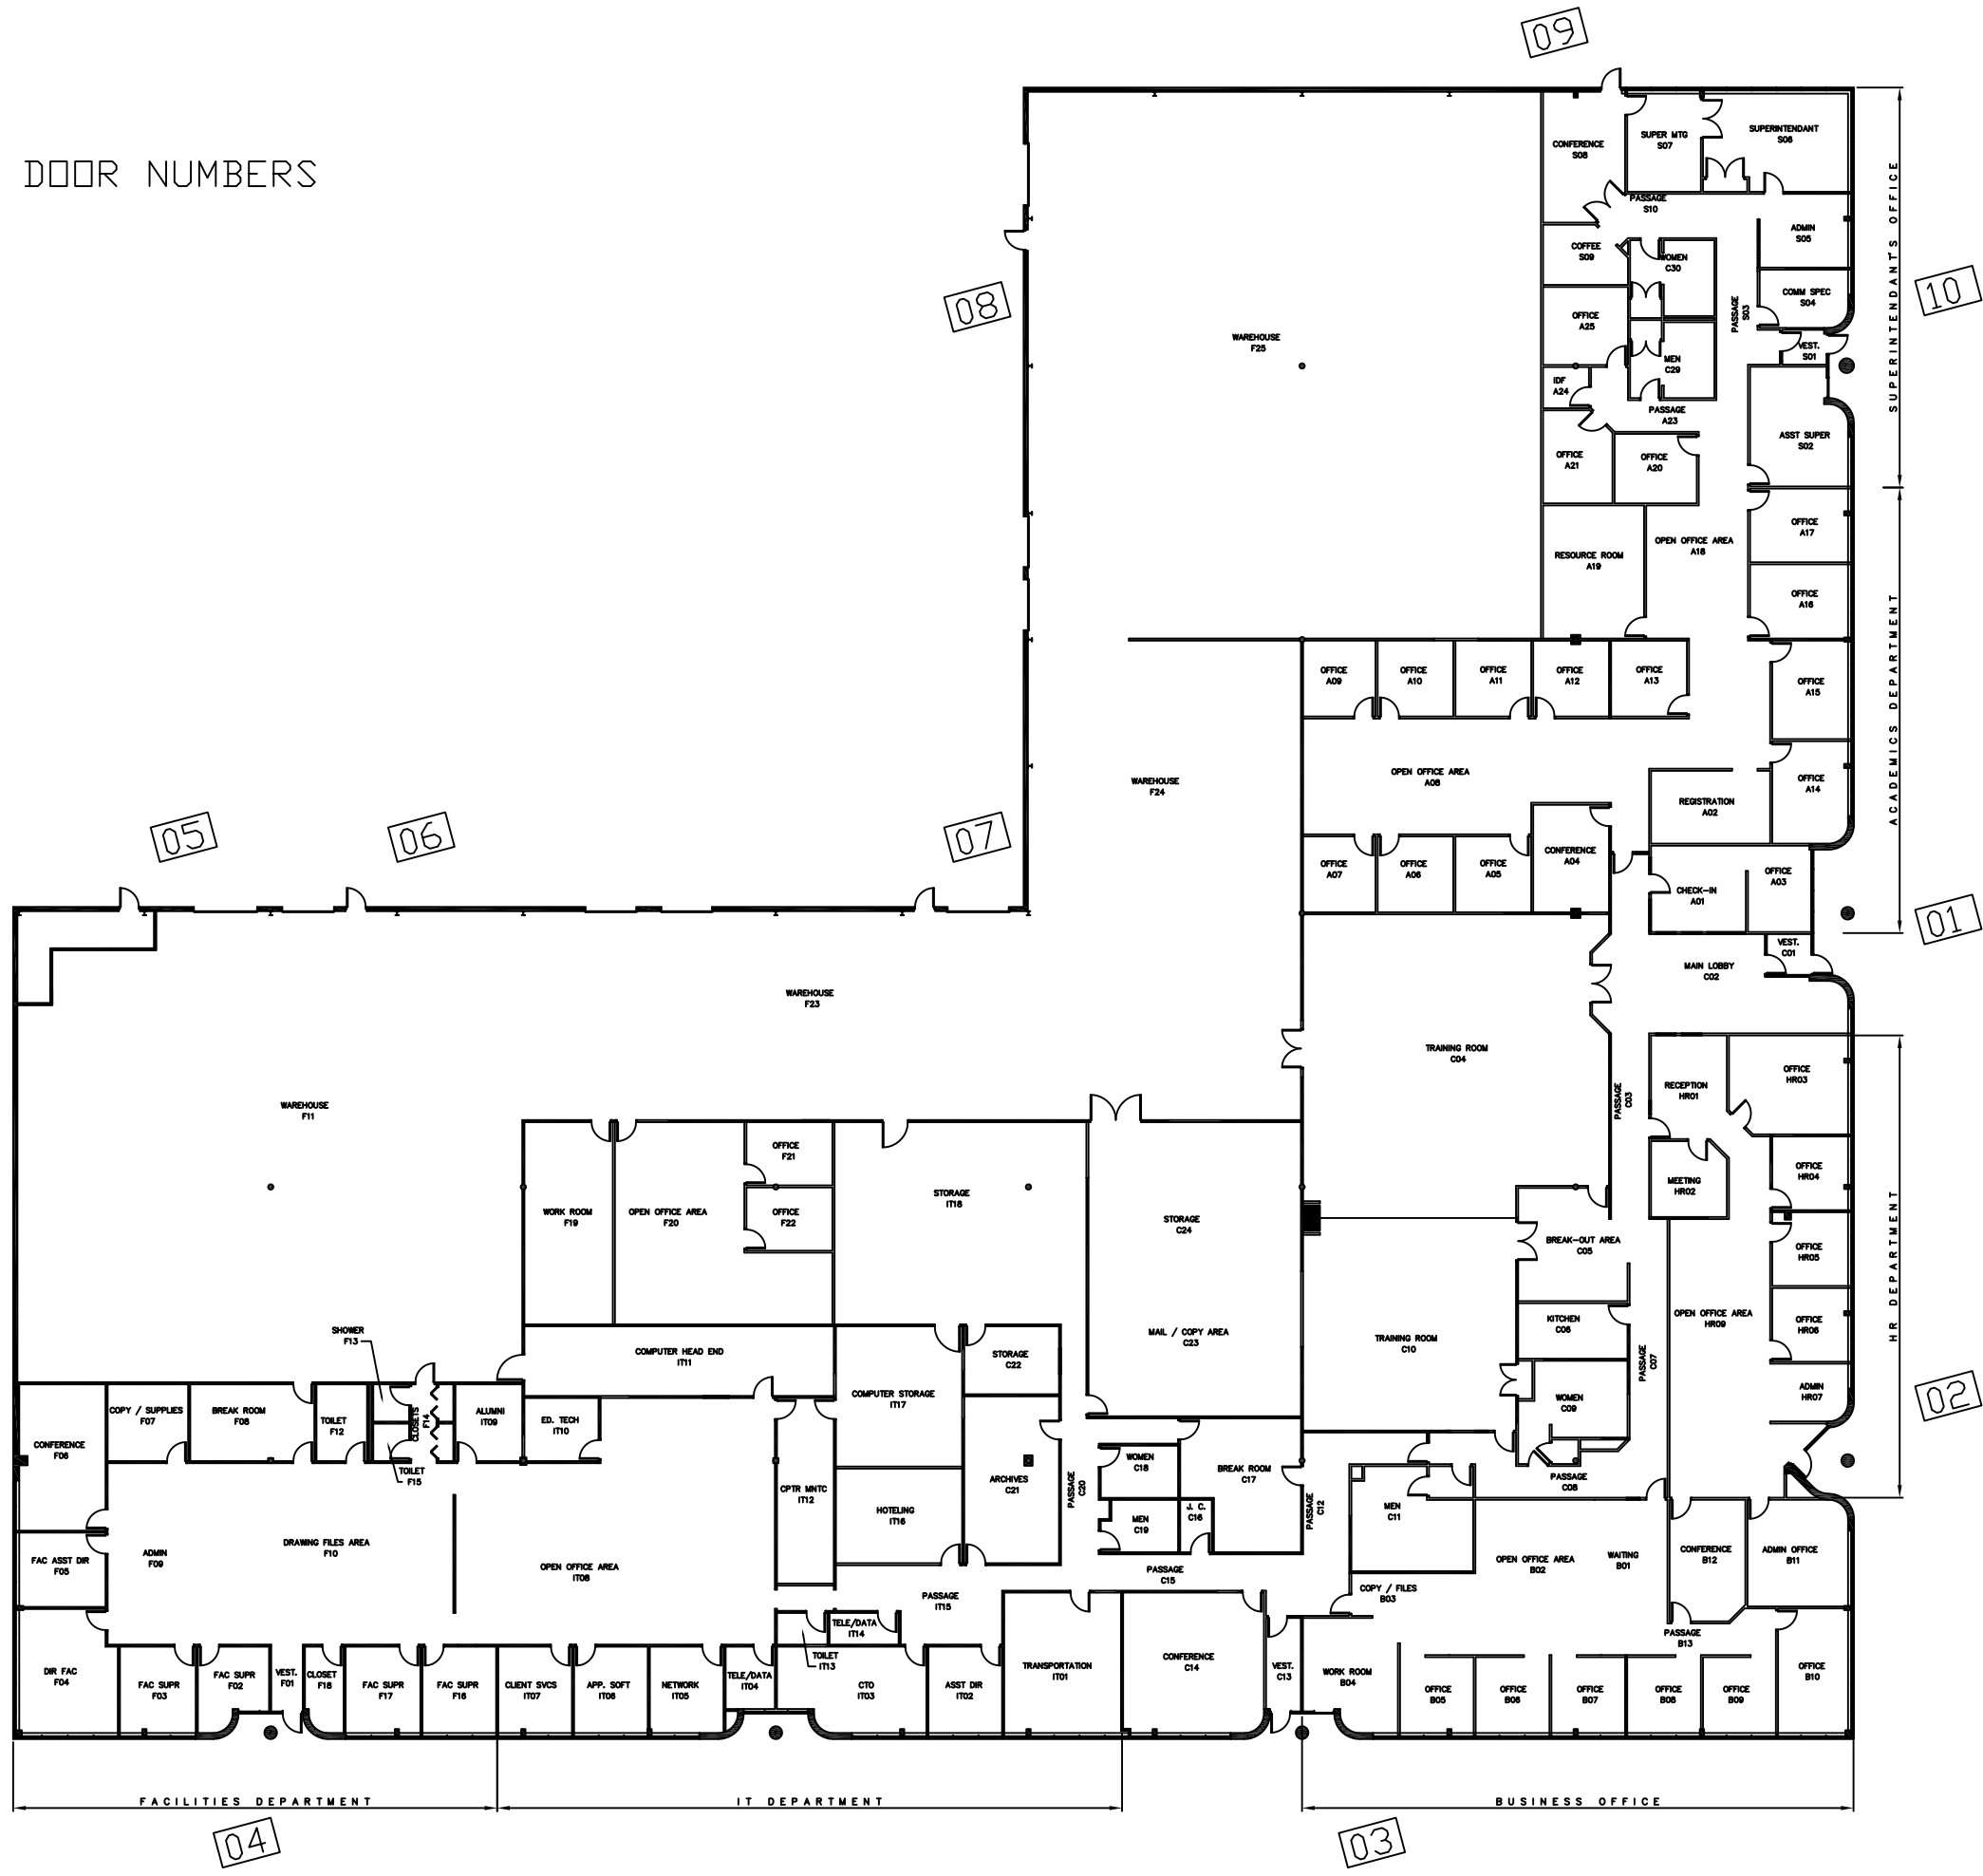 DOOR NUMBERS
09
08
10
05
06
07
01
02
04
03
SUPERINTENDANT'S OFFICE
ACADEMICS DEPARTMENT
HR DEPARTMENT
FACILITIES DEPARTMENT
IT DEPARTMENT
BUSINESS OFFICE
CONFERENCE
S08
SUPER MTG
S07
SUPERINTENDANT
S06
PASSAGE
S10
ADMIN
S05
COFFEE
S09
WOMEN
C30
COMM SPEC
S04
PASSAGE
S03
OFFICE
A25
VEST.
S01
MEN
C29
IDF
A24
PASSAGE
A23
ASST SUPER
S02
OFFICE
A21
OFFICE
A20
OFFICE
A17
RESOURCE ROOM
A19
OPEN OFFICE AREA
A18
OFFICE
A16
WAREHOUSE
F25
OFFICE
A09
OFFICE
A10
OFFICE
A11
OFFICE
A12
OFFICE
A13
OFFICE
A15
OPEN OFFICE AREA
A08
WAREHOUSE
F24
OFFICE
A14
REGISTRATION
A02
OFFICE
A07
OFFICE
A06
OFFICE
A05
CONFERENCE
A04
CHECK-IN
A01
OFFICE
A03
VEST.
C01
MAIN LOBBY
C02
WAREHOUSE
F23
TRAINING ROOM
C04
PASSAGE
C03
RECEPTION
HR01
OFFICE
HR03
WAREHOUSE
F11
MEETING
HR02
OFFICE
HR04
OFFICE
F21
WORK ROOM
F19
OPEN OFFICE AREA
F20
OFFICE
F22
STORAGE
IT18
STORAGE
C24
BREAK-OUT AREA
C05
OFFICE
HR05
OPEN OFFICE AREA
HR09
OFFICE
HR06
KITCHEN
C06
PASSAGE
C07
MAIL / COPY AREA
C23
TRAINING ROOM
C10
SHOWER
F13
COMPUTER HEAD END
IT11
STORAGE
C22
COMPUTER STORAGE
IT17
WOMEN
C09
ADMIN
HR07
COPY / SUPPLIES
F07
BREAK ROOM
F08
TOILET
F12
CLOSETS
F14
ALUMNI
IT09
ED. TECH
IT10
CONFERENCE
F06
TOILET
F15
CPTR MNTC
IT12
ARCHIVES
C21
PASSAGE
C20
WOMEN
C18
BREAK ROOM
C17
PASSAGE
C08
HOTELING
IT16
MEN
C19
J. C.
C16
PASSAGE
C12
MEN
C11
FAC ASST DIR
F05
ADMIN
F09
DRAWING FILES AREA
F10
OPEN OFFICE AREA
IT08
PASSAGE
C15
OPEN OFFICE AREA
B02
WAITING
B01
CONFERENCE
B12
ADMIN OFFICE
B11
PASSAGE
IT15
COPY / FILES
B03
TELE/DATA
IT14
PASSAGE
B13
TOILET
IT13
DIR FAC
F04
FAC SUPR
F03
FAC SUPR
F02
VEST.
F01
CLOSET
F18
FAC SUPR
F17
FAC SUPR
F16
CLIENT SVCS
IT07
APP. SOFT
IT06
NETWORK
IT05
TELE/DATA
IT04
CTO
IT03
ASST DIR
IT02
TRANSPORTATION
IT01
CONFERENCE
C14
VEST.
C13
WORK ROOM
B04
OFFICE
B05
OFFICE
B06
OFFICE
B07
OFFICE
B08
OFFICE
B09
OFFICE
B10